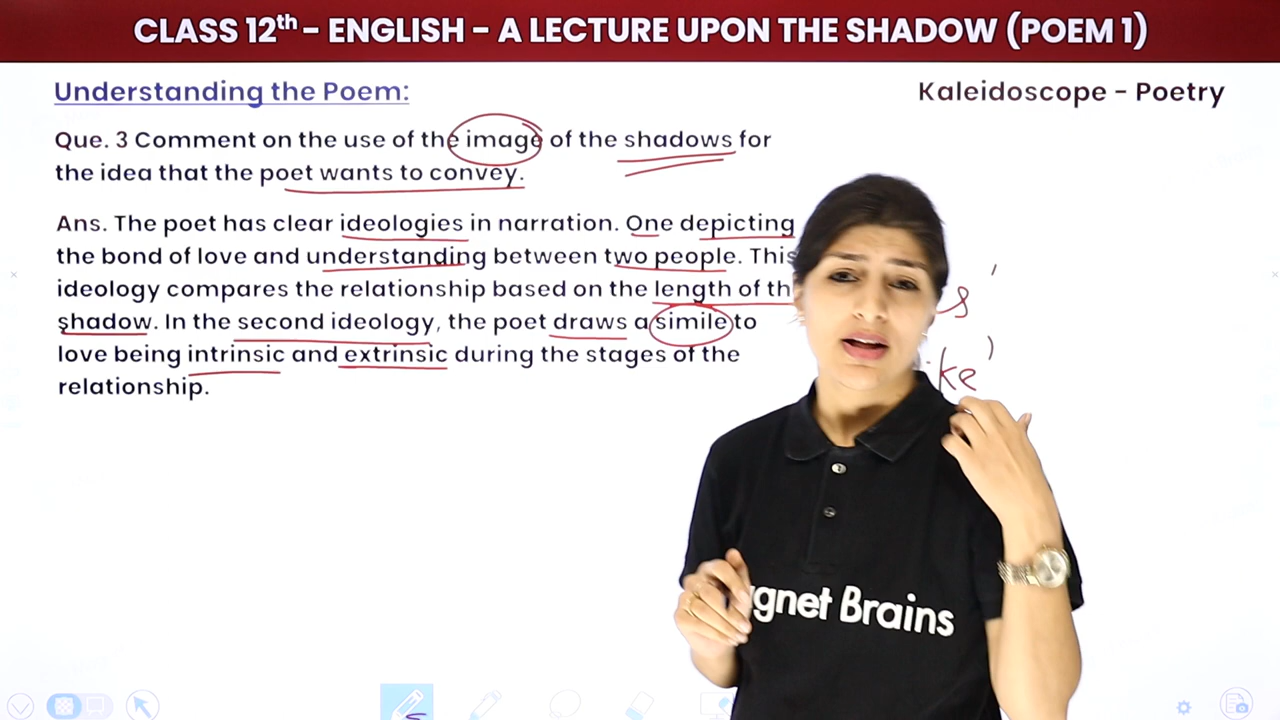 CLASS 12th – ENGLISH – A LECTURE UPON THE SHADOW (POEM 1)
Understanding the Poem:
Kaleidoscope – Poetry
Que. 3 Comment on the use of the image of the shadows for
the idea that the poet wants to convey.
Ans. The poet has clear ideologies in narration. One depicting
the bond of love and understanding between two people. This
ideology compares the relationship based on the length of th
shadow. In the second ideology, the poet draws a simile to
love being intrinsic and extrinsic during the stages of the
relationship.
s'
ke'
gnet Brains